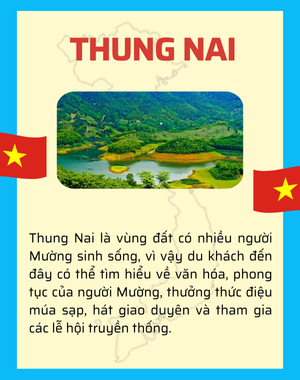 THUNG NAI
Thung Nai là vùng đất có nhiều người
Mường sinh sống, vì vậy du khách đến
đây có thể tìm hiểu về văn hóa, phong
tục của người Mường, thưởng thức điệu
múa sạp, hát giao duyên và tham gia
các lễ hội truyền thống.